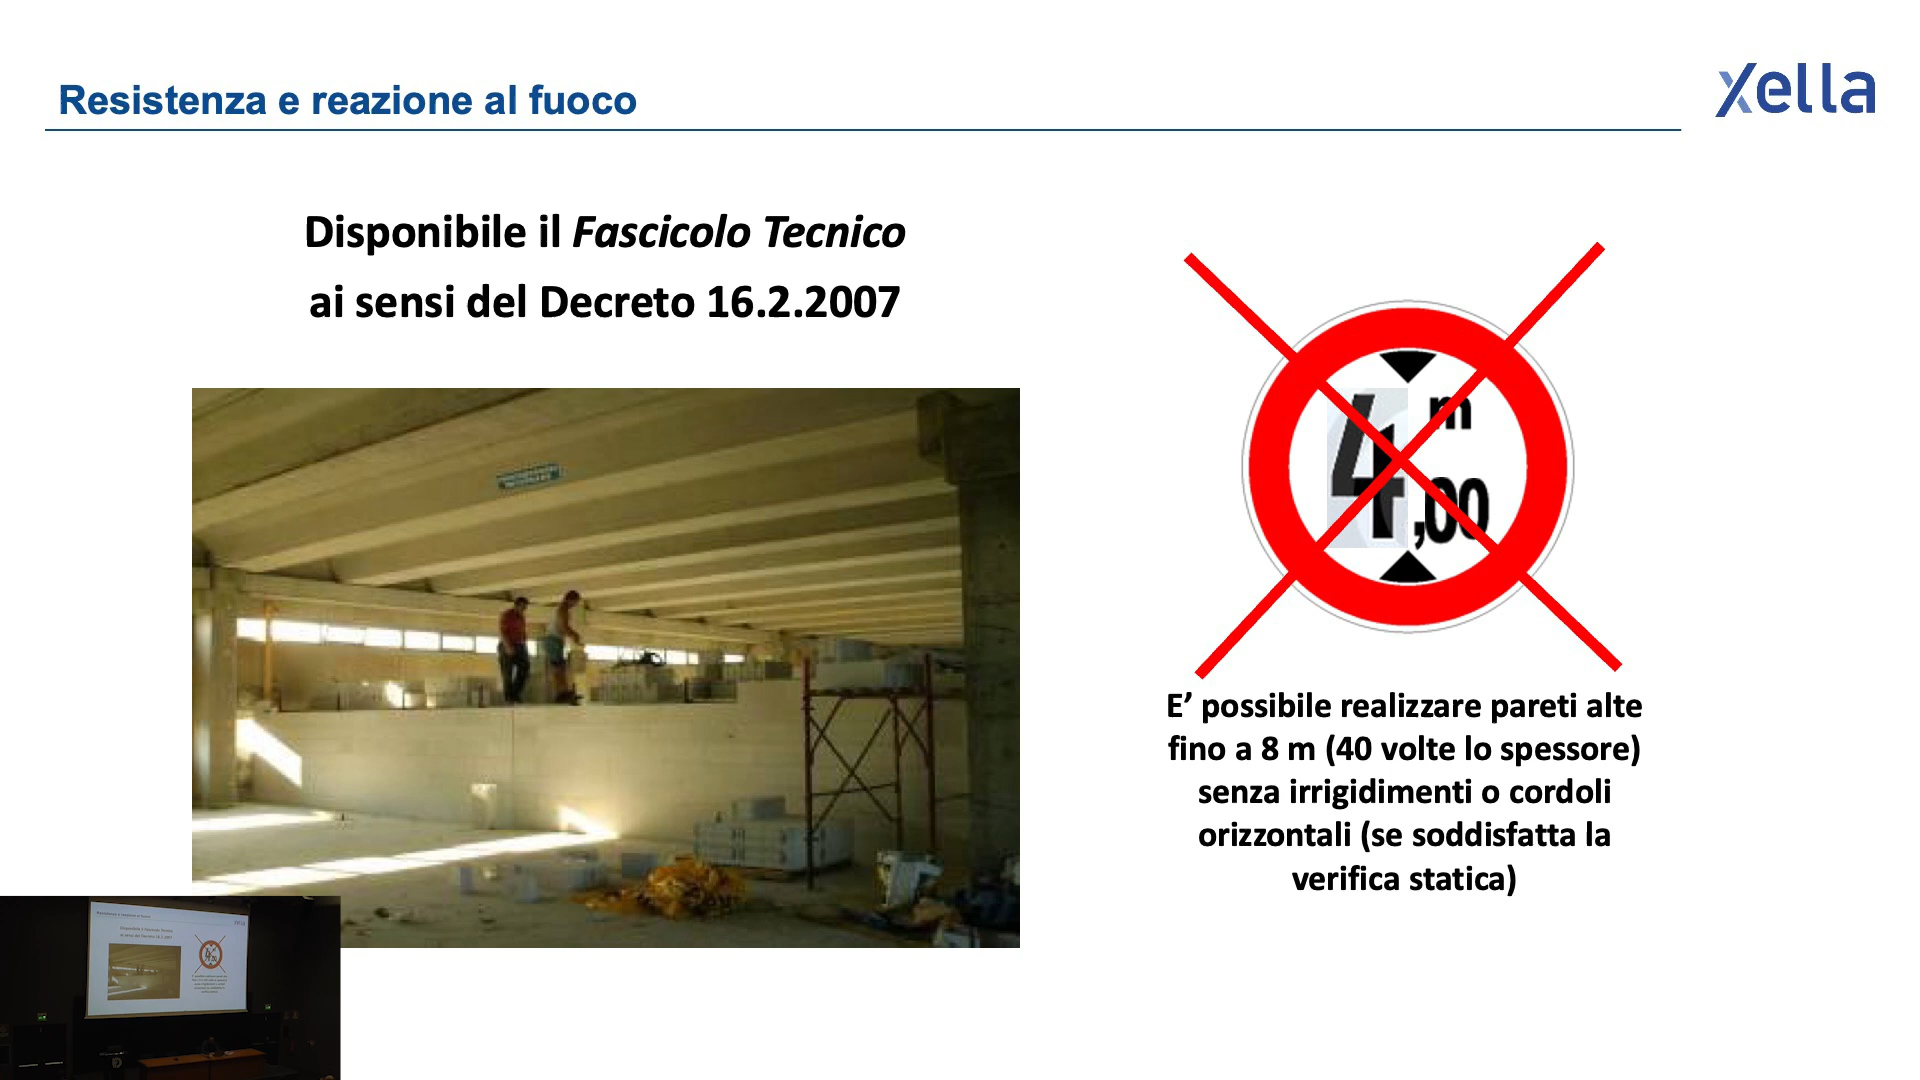 Resistenza e reazione al fuoco
xella
Disponibile il Fascicolo Tecnico
ai sensi del Decreto 16.2.2007
4,00 m
E’ possibile realizzare pareti alte
fino a 8 m (40 volte lo spessore)
senza irrigidimenti o cordoli
orizzontali (se soddisfatta la
verifica statica)